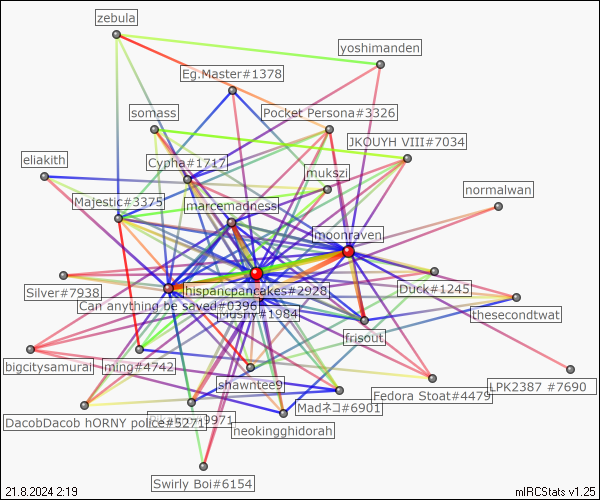 zebula
yoshimanden
Eg.Master#1378
somass
Pocket Persona#3326
JKOUYH VIII#7034
eliakith
Cypha#1717
mukszi
normalwan
Majestic#3375
marcemadness
moonraven
Silver#7938
hispancpancakes#2928
Duck#1245
Can anything be saved#0396
#1984
thesecondtwat
frisout
bigcitysamurai
ming#4742
shawntee9
Fedora Stoat#4479
LPK2387 #7690
Madネコ#6901
DacobDacob hORNY police#5271
9971
neokingghidorah
Swirly Boi#6154
21.8.2024 2:19
mIRCStats v1.25